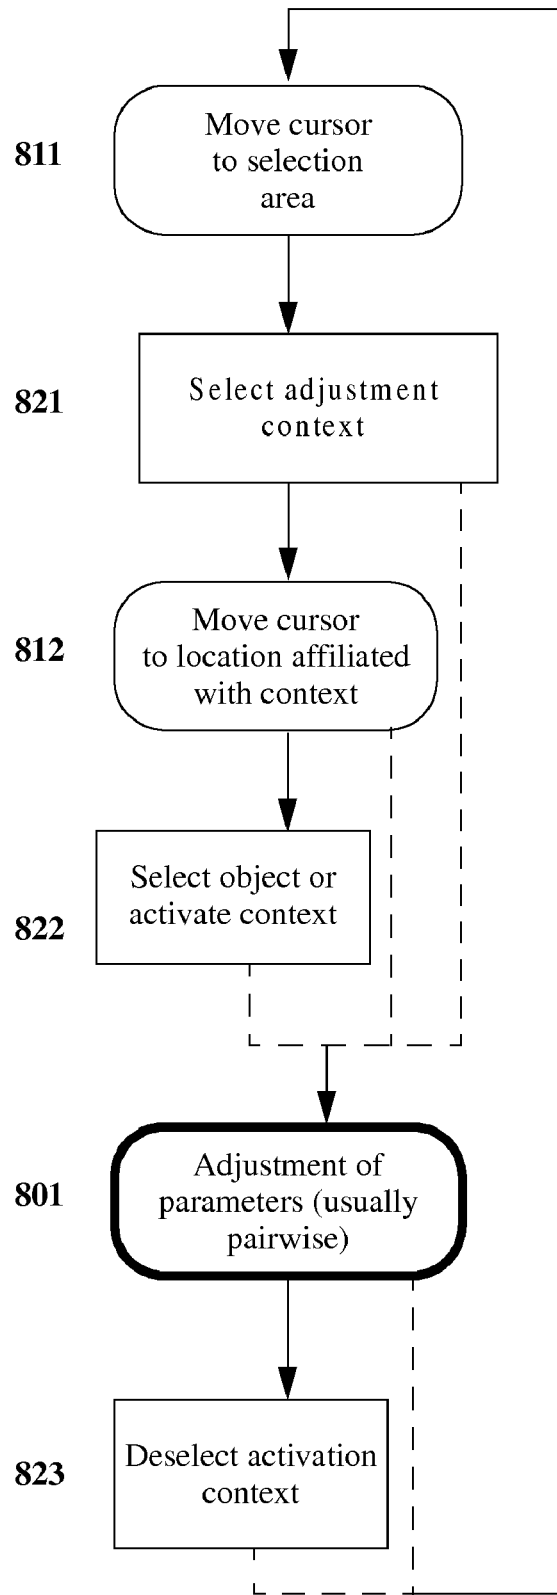 811
Move cursor
to selection
area
821
Select adjustment
context
812
Move cursor
to location affiliated
with context
822
Select object or
activate context
801
Adjustment of
parameters (usually
pairwise)
823
Deselect activation
context